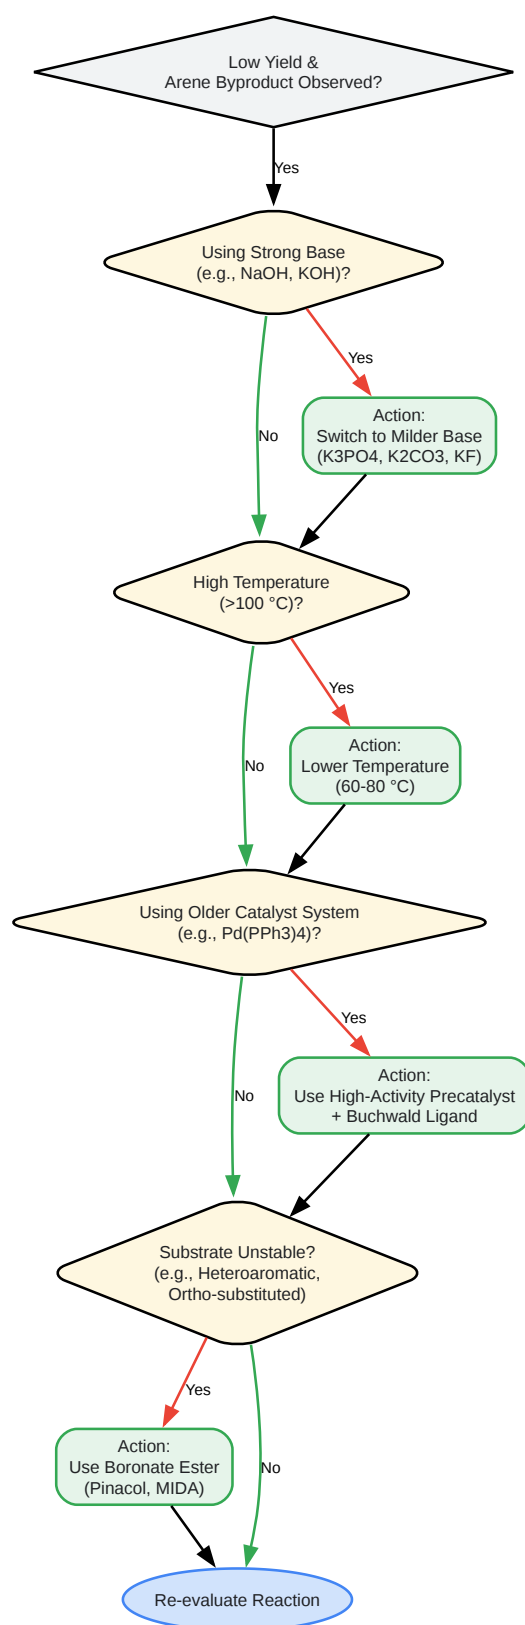 Low Yield &
Arene Byproduct Observed?
Yes
Using Strong Base
(e.g., NaOH, KOH)?
Yes
Action:
Switch to Milder Base
(K3PO4, K2CO3, KF)
No
High Temperature
(>100 °C)?
Yes
Action:
Lower Temperature
(60-80 °C)
No
Using Older Catalyst System
(e.g., Pd(PPh3)4)?
Yes
Action:
Use High-Activity Precatalyst
+ Buchwald Ligand
No
Substrate Unstable?
(e.g., Heteroaromatic,
Ortho-substituted)
Yes
Action:
Use Boronate Ester
(Pinacol, MIDA)
No
Re-evaluate Reaction